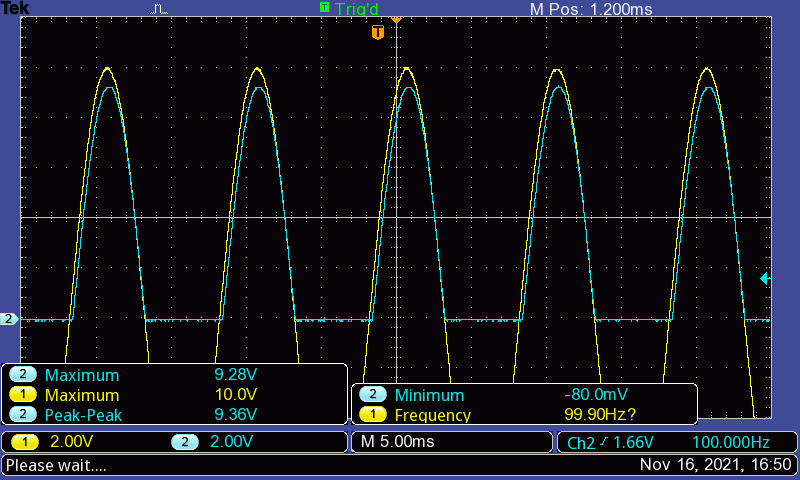 Tek T Trig'd M Pos: 1.200ms
T
2
2 Maximum 9.28V
1 Maximum 10.0V
2 Peak-Peak 9.36V
2 Minimum -80.0mV
1 Frequency 99.90Hz?
1 2.00V 2 2.00V M 5.00ms Ch2 1.66V 100.000Hz
Please wait.... Nov 16, 2021, 16:50